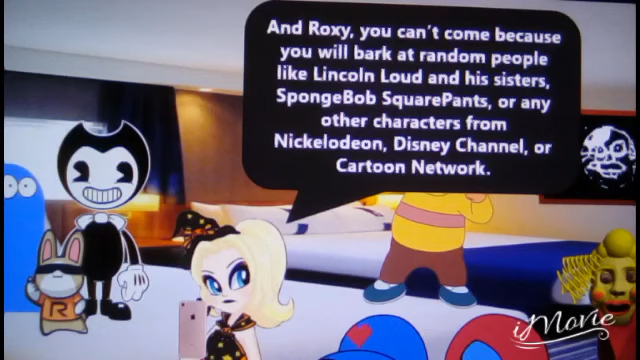 And Roxy, you can't come because
you will bark at random people
like Lincoln Loud and his sisters,
SpongeBob SquarePants, or any
other characters from
Nickelodeon, Disney Channel, or
Cartoon Network.
R
iMovie